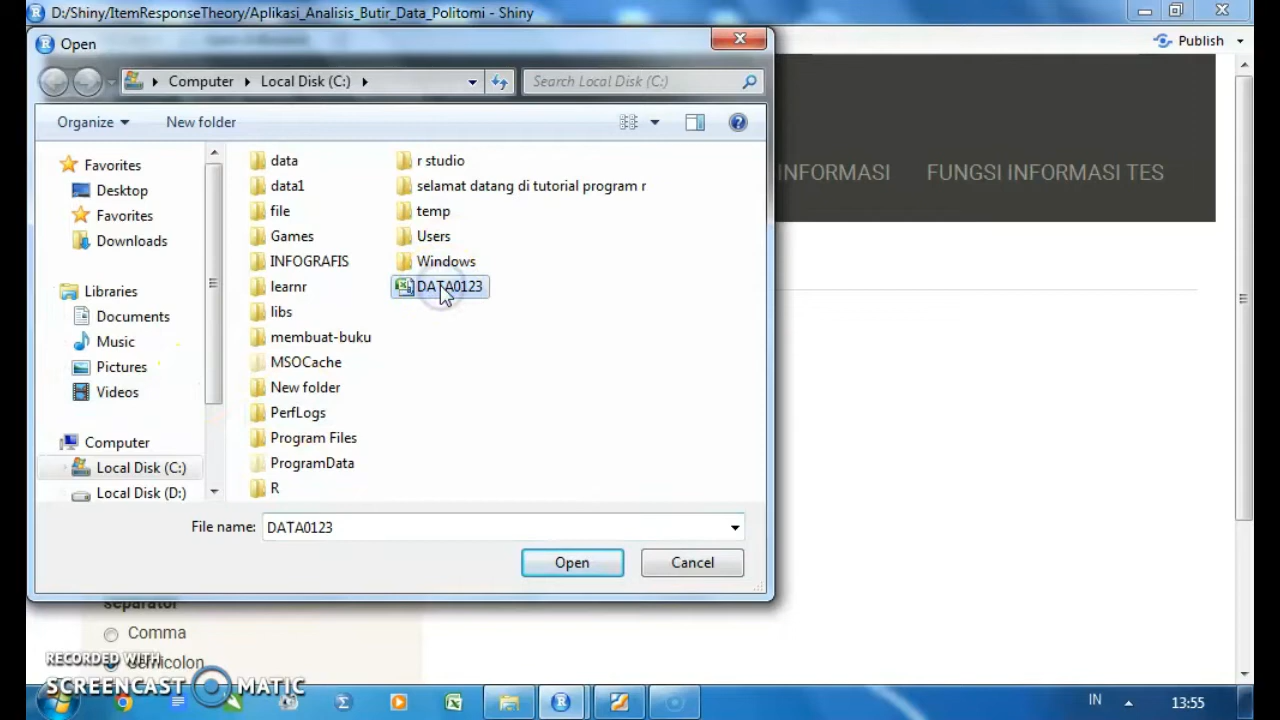 D:/Shiny/ItemResponseTheory/Aplikasi_Analisis_Butir_Data_Politomi - Shiny
Open
Publish
Computer
Local Disk (C:)
Search Local Disk (C:)
Organize
New folder
INFORMASI
FUNGSI INFORMASI TES
Favorites
Desktop
Favorites
Downloads
Libraries
Documents
Music
Pictures
Videos
Computer
Local Disk (C:)
Local Disk (D:)
data
data1
file
Games
INFOGRAFIS
learnr
libs
membuat-buku
MSOCache
New folder
PerfLogs
Program Files
ProgramData
R
r studio
selamat datang di tutorial program r
temp
Users
Windows
DATA0123
File name:
DATA0123
Open
Cancel
separator
Comma
Semicolon
RECORDED WITH
SCREENCAST MATIC
IN
13:55